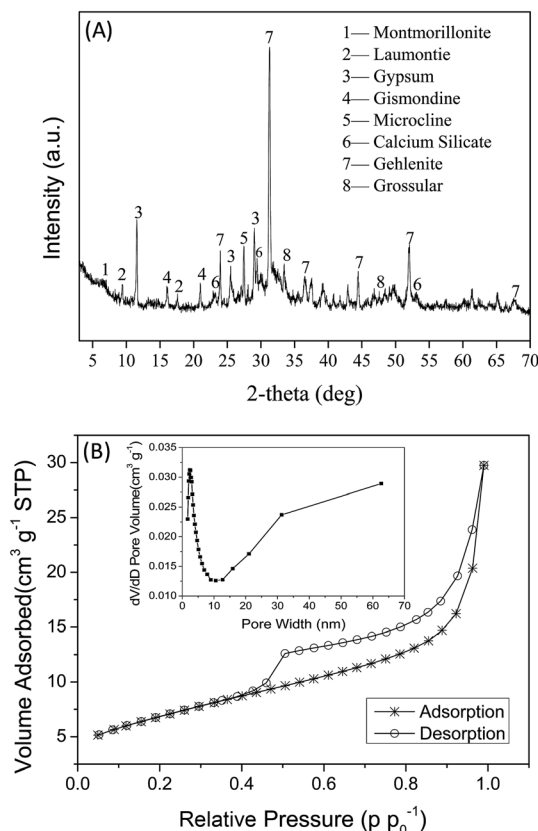 (A)
1— Montmorillonite
2— Laumontie
3— Gypsum
4— Gismondine
5— Microcline
6— Calcium Silicate
7— Gehlenite
8— Grossular
Intensity (a.u.)
7
3
1
2
4
2
4
6
7
3
5
3
6
8
7
7
8
7
6
7
5 10 15 20 25 30 35 40 45 50 55 60 65 70
2-theta (deg)
(B)
Volume Adsorbed(cm³ g⁻¹ STP)
30
25
20
15
10
5
dV/dD Pore Volume(cm³ g⁻¹)
0.035
0.030
0.025
0.020
0.015
0.010
0 10 20 30 40 50 60 70
Pore Width (nm)
Adsorption
Desorption
0.0 0.2 0.4 0.6 0.8 1.0
Relative Pressure (p p₀⁻¹)